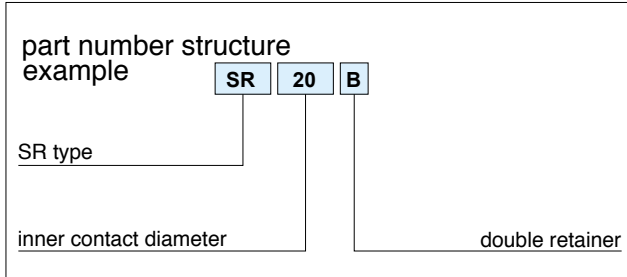 part number structure
example
SR 20 B
SR type
inner contact diameter
double retainer